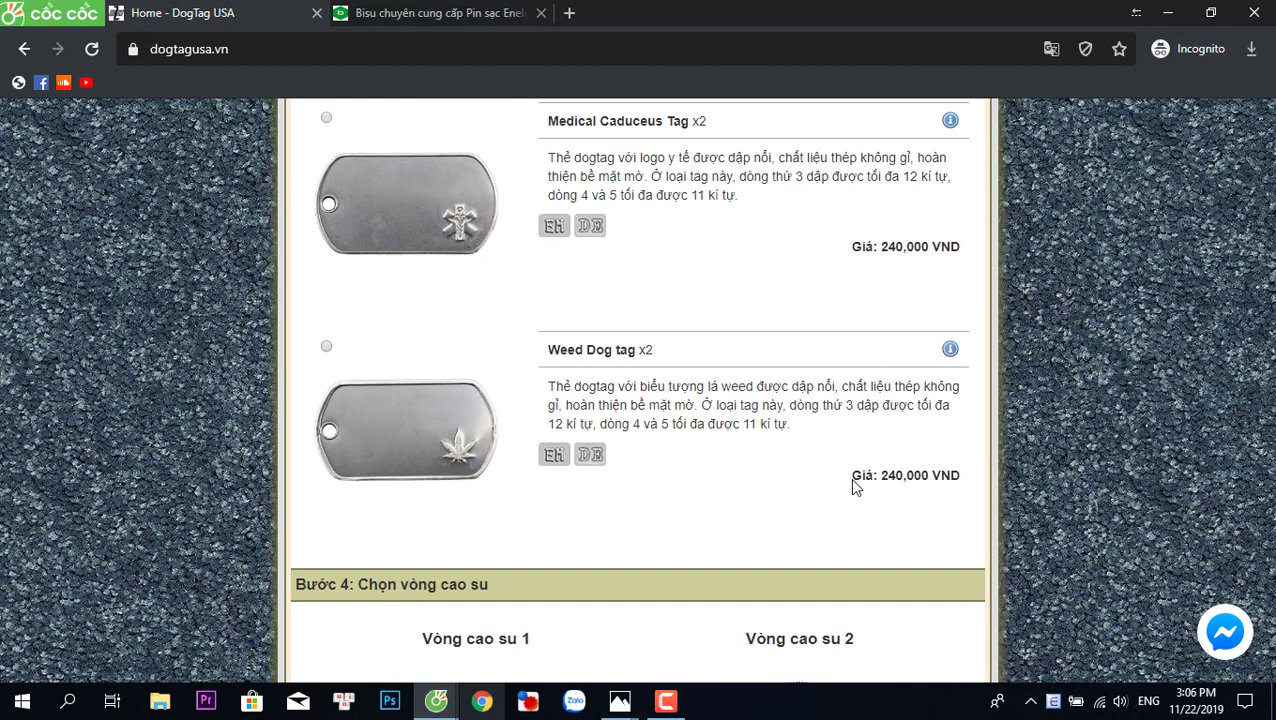 cốc cốc
Home - DogTag USA
Bisu chuyên cung cấp Pin sạc Enel
dogtagusa.vn
Incognito
Medical Caduceus Tag x2
Thẻ dogtag với logo y tế được dập nổi, chất liệu thép không gỉ, hoàn
thiện bề mặt mờ. Ở loại tag này, dòng thứ 3 dập được tối đa 12 kí tự,
dòng 4 và 5 tối đa được 11 kí tự.
EM DE
Giá: 240,000 VND
Weed Dog tag x2
Thẻ dogtag với biểu tượng lá weed được dập nổi, chất liệu thép không
gỉ, hoàn thiện bề mặt mờ. Ở loại tag này, dòng thứ 3 dập được tối đa
12 kí tự, dòng 4 và 5 tối đa được 11 kí tự.
EM DE
Giá: 240,000 VND
Bước 4: Chọn vòng cao su
Vòng cao su 1
Vòng cao su 2
Pr
Ps
Zalo
ENG
3:06 PM
11/22/2019